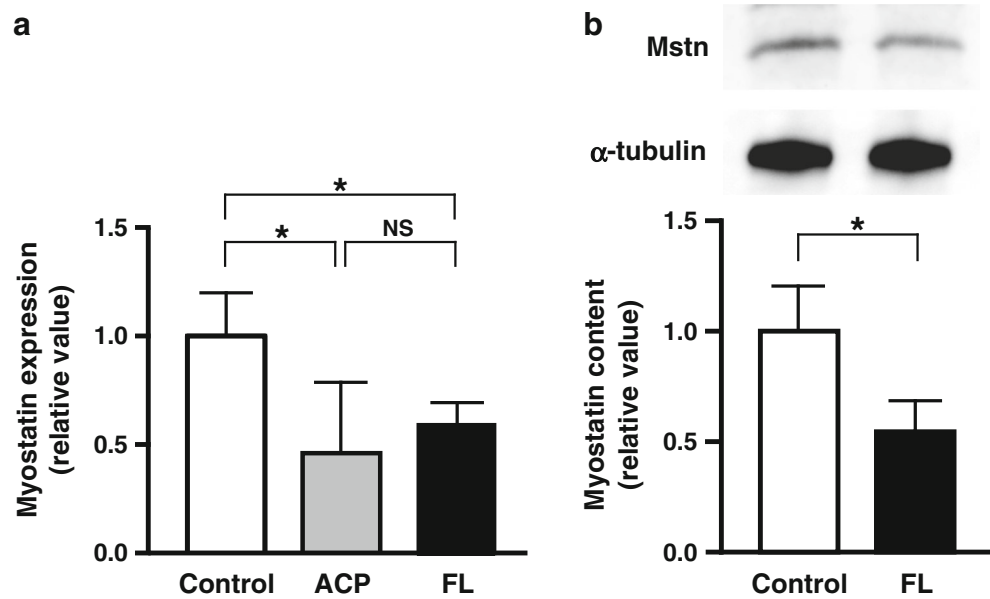 a
*
*
NS
1.5
1.0
0.5
0.0
Myostatin expression
(relative value)
Control ACP FL
b
Mstn
α-tubulin
*
1.5
1.0
0.5
0.0
Myostatin content
(relative value)
Control FL